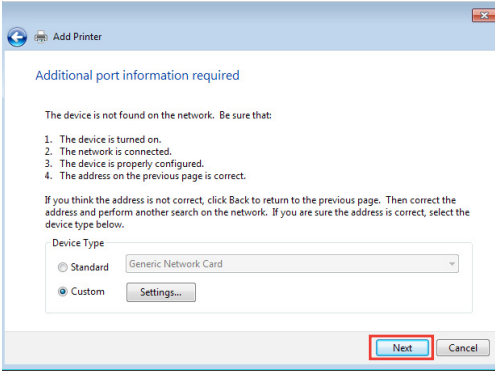 Add Printer
Additional port information required
The device is not found on the network. Be sure that:
1. The device is turned on.
2. The network is connected.
3. The device is properly configured.
4. The address on the previous page is correct.
If you think the address is not correct, click Back to return to the previous page. Then correct the
address and perform another search on the network. If you are sure the address is correct, select the
device type below.
Device Type
Standard Generic Network Card
Custom Settings...
Next Cancel